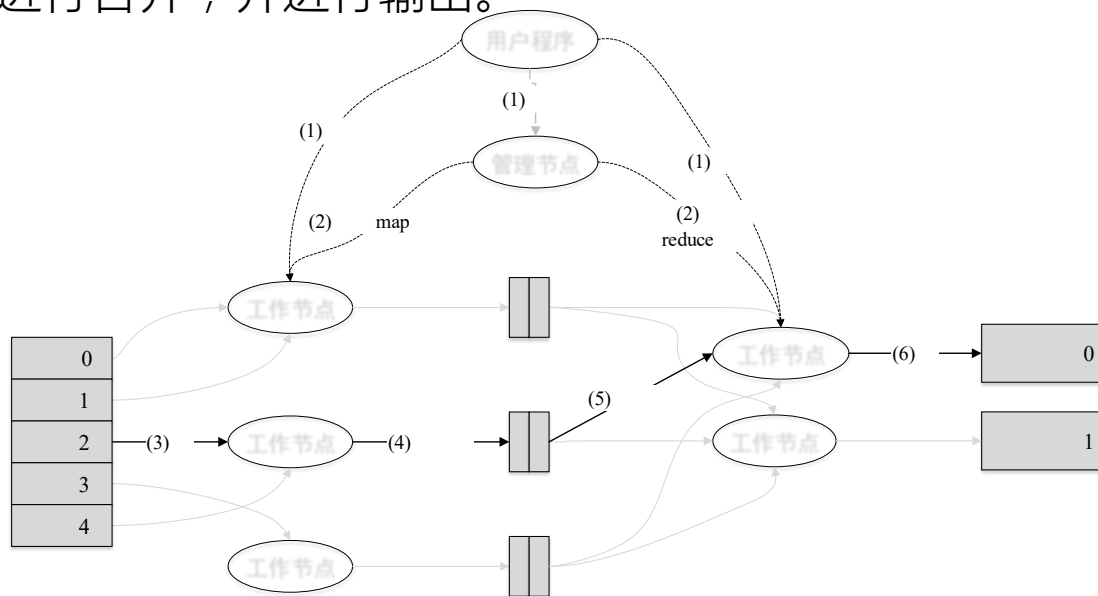 进行合并，并进行输出。
用户程序
(1)
(1)
(1)
管理节点
(2) map
(2)
reduce
工作节点
0
1
2
3
4
工作节点
0
(6)
(5)
(3)
工作节点
(4)
工作节点
1
工作节点